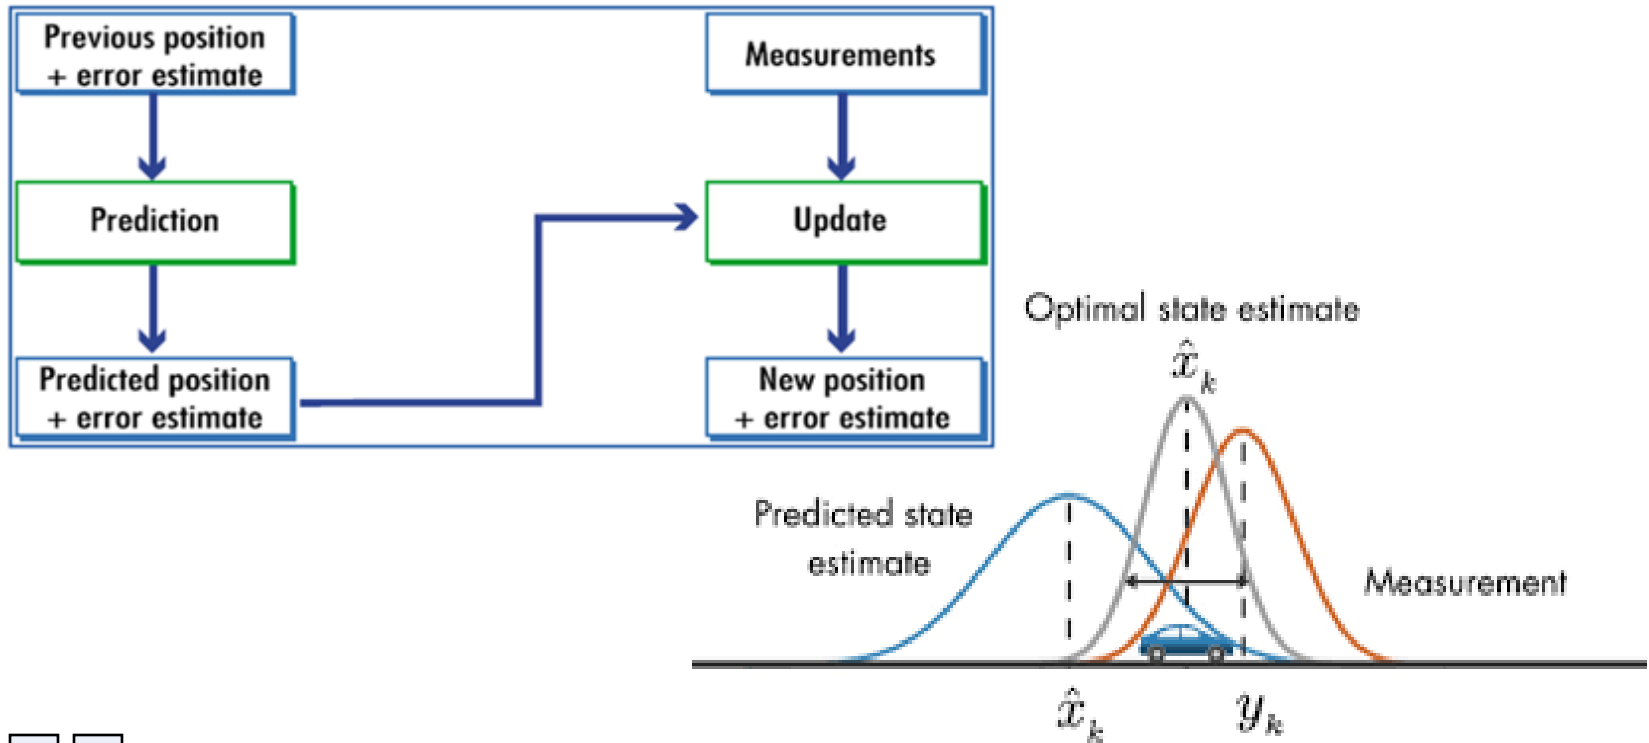 Previous position
+ error estimate
Measurements
Prediction
Update
Predicted position
+ error estimate
New position
+ error estimate
Optimal state estimate
x̂ₖ
Predicted state
estimate
Measurement
x̂ₖ
yₖ